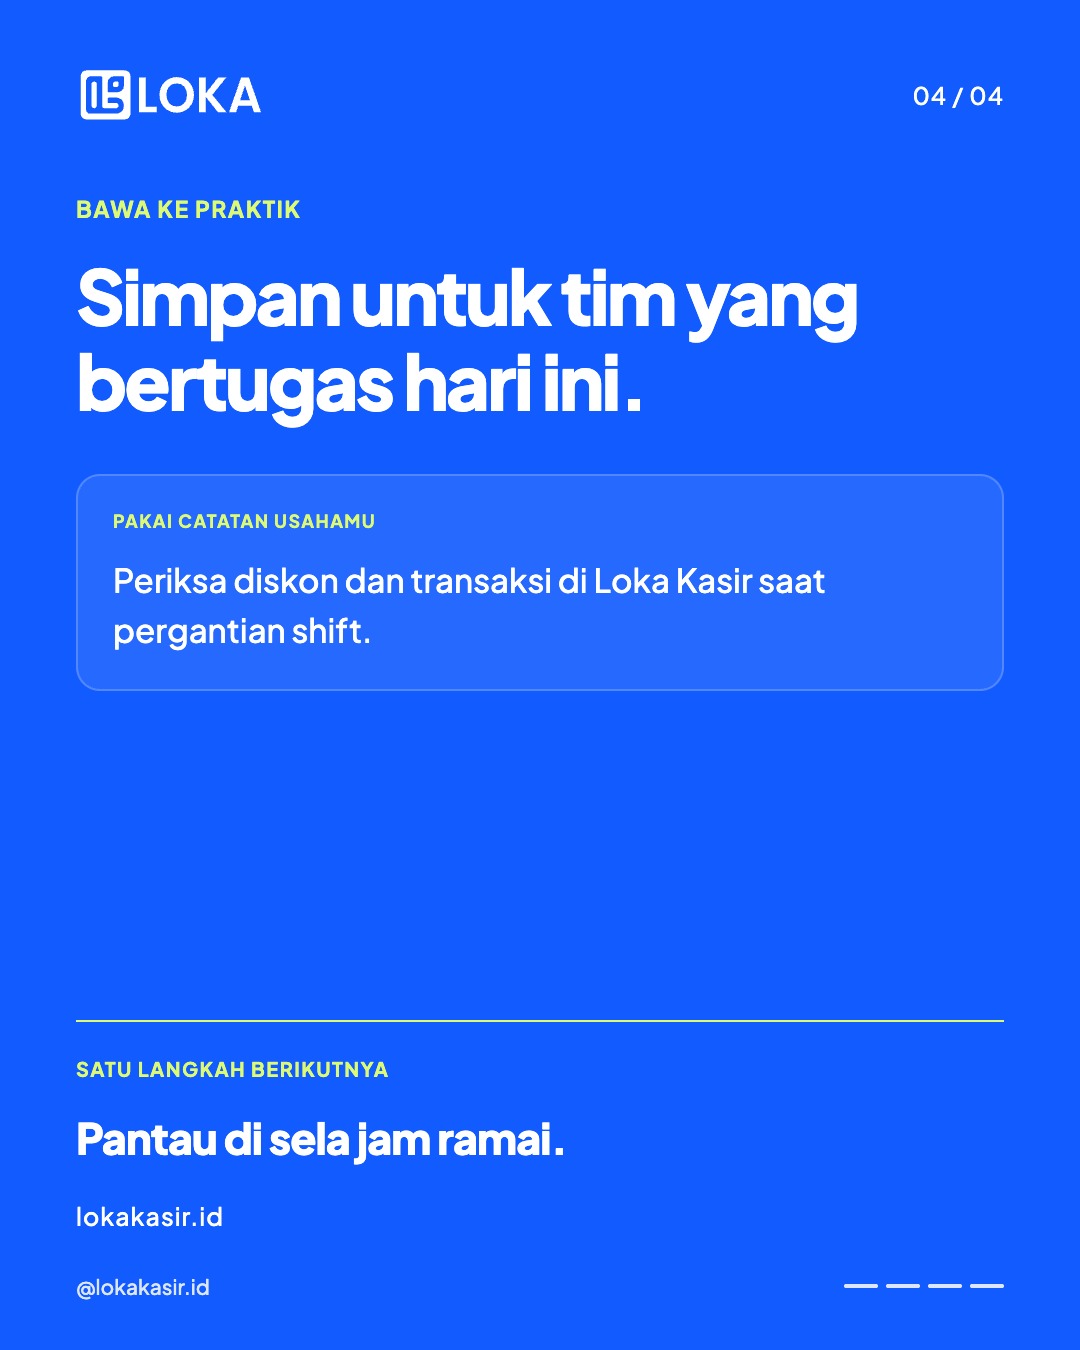 LOKA
04 / 04
BAWA KE PRAKTIK
Simpan untuk tim yang
bertugas hari ini.
PAKAI CATATAN USAHAMU
Periksa diskon dan transaksi di Loka Kasir saat
pergantian shift.
SATU LANGKAH BERIKUTNYA
Pantau di sela jam ramai.
lokakasir.id
@lokakasir.id